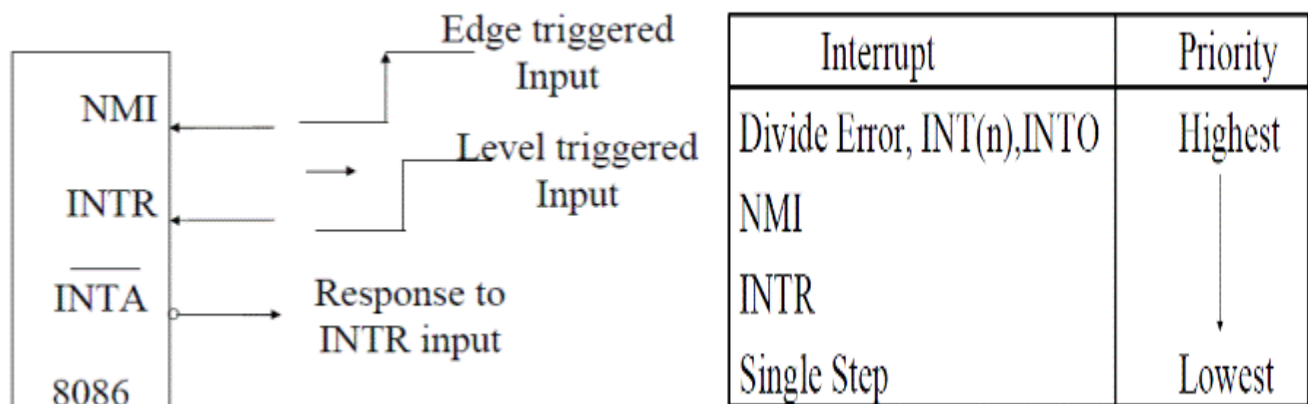 Edge triggered
Input
NMI
Level triggered
Input
INTR
INTA
Response to
INTR input
8086
Interrupt Priority
Divide Error, INT(n),INTO Highest
NMI
INTR
Single Step Lowest